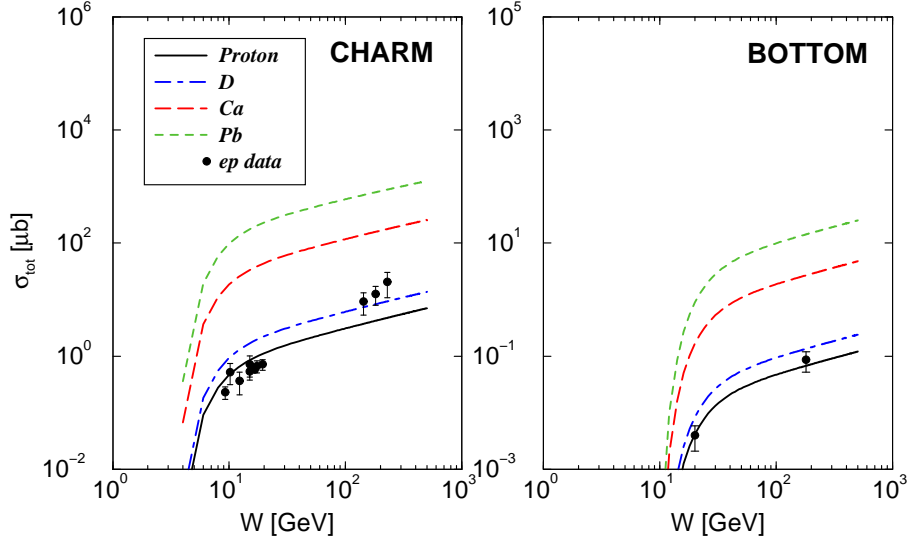 10^6
10^4
10^2
10^0
10^-2
σ_tot [μb]
CHARM
Proton
D
Ca
Pb
ep data
10^0
10^1
10^2
10^3
W [GeV]
10^5
10^3
10^1
10^-1
10^-3
BOTTOM
10^0
10^1
10^2
10^3
W [GeV]